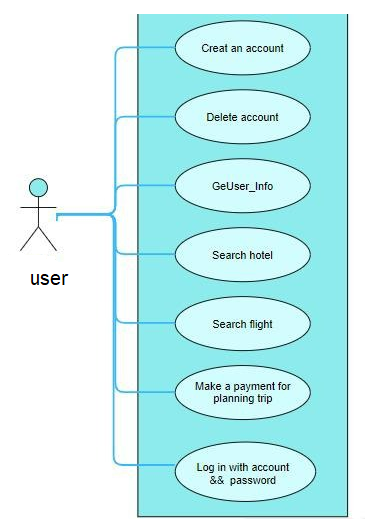 Creat an account
Delete account
GeUser_Info
user
Search hotel
Search flight
Make a payment for
planning trip
Log in with account
&& password